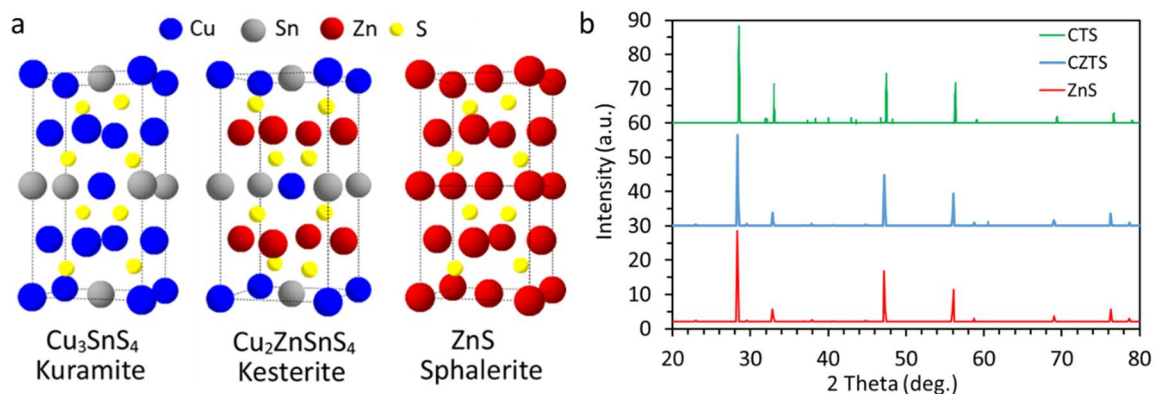 a
Cu Sn Zn S
Cu₃SnS₄
Kuramite
Cu₂ZnSnS₄
Kesterite
ZnS
Sphalerite
b
CTS
CZTS
ZnS
Intensity (a.u.)
90
80
70
60
50
40
30
20
10
0
20 30 40 50 60 70 80
2 Theta (deg.)